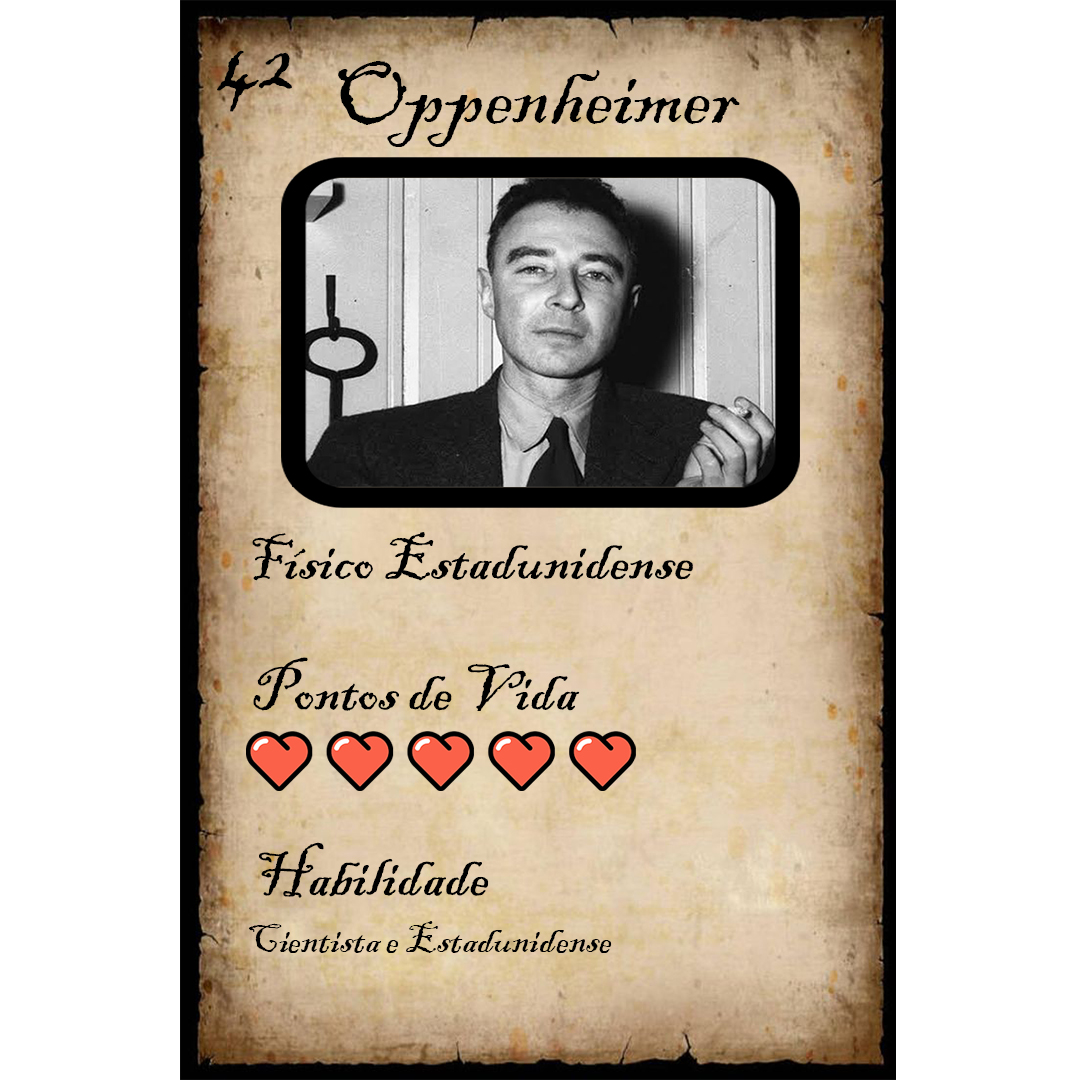 42
Oppenheimer
Físico Estadunidense
Pontos de Vida
Habilidade
Cientista e Estadunidense